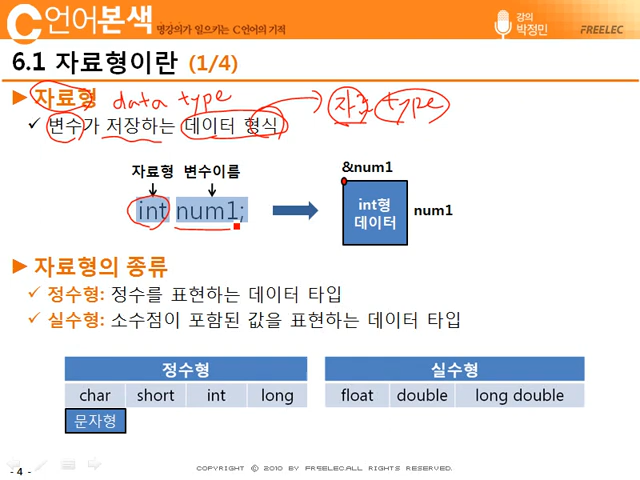 C언어본색 명강의가 일으키는 C언어의 기적
강의
박정민
FREELEC
6.1 자료형이란 (1/4)
자료형 data type
자료 type
변수가 저장하는 데이터 형식
자료형 변수이름
int num1;
&num1
int형
데이터
num1
자료형의 종류
정수형: 정수를 표현하는 데이터 타입
실수형: 소수점이 포함된 값을 표현하는 데이터 타입
정수형 실수형
char short int long float double long double
문자형
- 4 -
COPYRIGHT ⓒ 2010 BY FREELEC.ALL RIGHTS RESERVED.